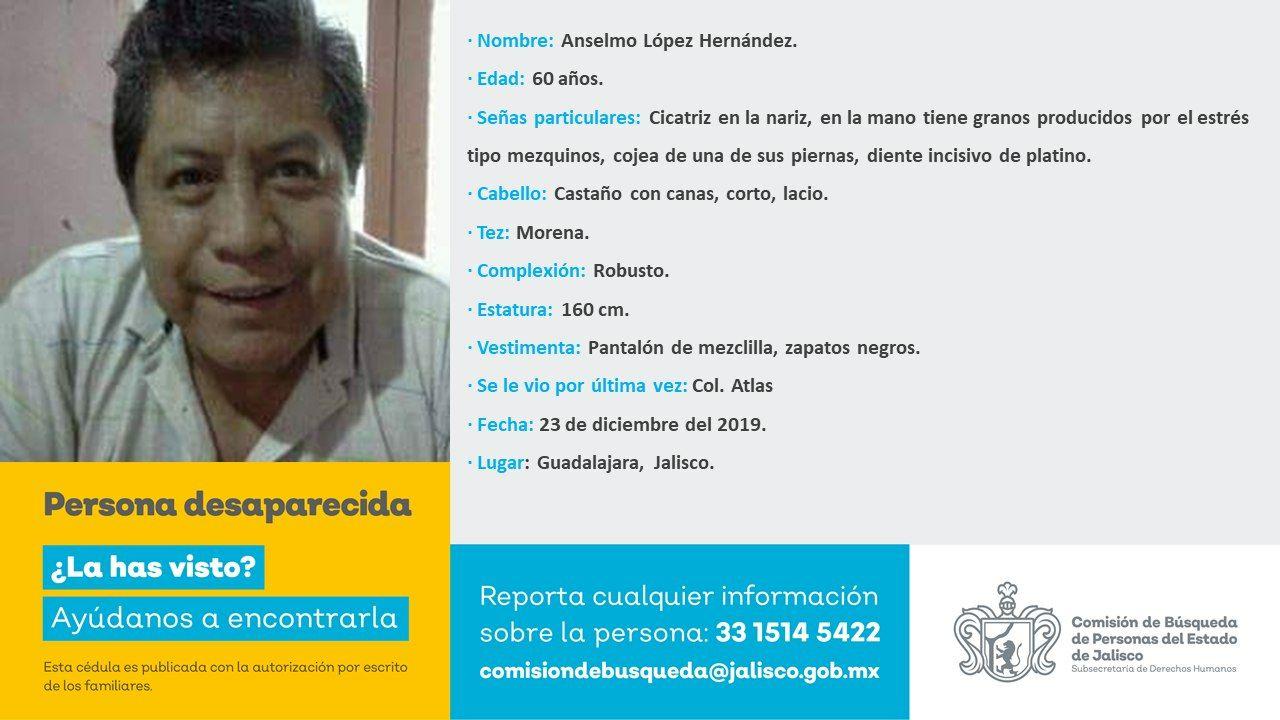 · Nombre: Anselmo López Hernández.
· Edad: 60 años.
· Señas particulares: Cicatriz en la nariz, en la mano tiene granos producidos por el estrés
tipo mezquinos, cojea de una de sus piernas, diente incisivo de platino.
· Cabello: Castaño con canas, corto, lacio.
· Tez: Morena.
· Complexión: Robusto.
· Estatura: 160 cm.
· Vestimenta: Pantalón de mezclilla, zapatos negros.
· Se le vio por última vez: Col. Atlas
· Fecha: 23 de diciembre del 2019.
· Lugar: Guadalajara, Jalisco.
Persona desaparecida
¿La has visto?
Ayúdanos a encontrarla
Esta cédula es publicada con la autorización por escrito
de los familiares.
Reporta cualquier información
sobre la persona: 33 1514 5422
comisiondebusqueda@jalisco.gob.mx
Comisión de Búsqueda
de Personas del Estado
de Jalisco
Subsecretaría de Derechos Humanos